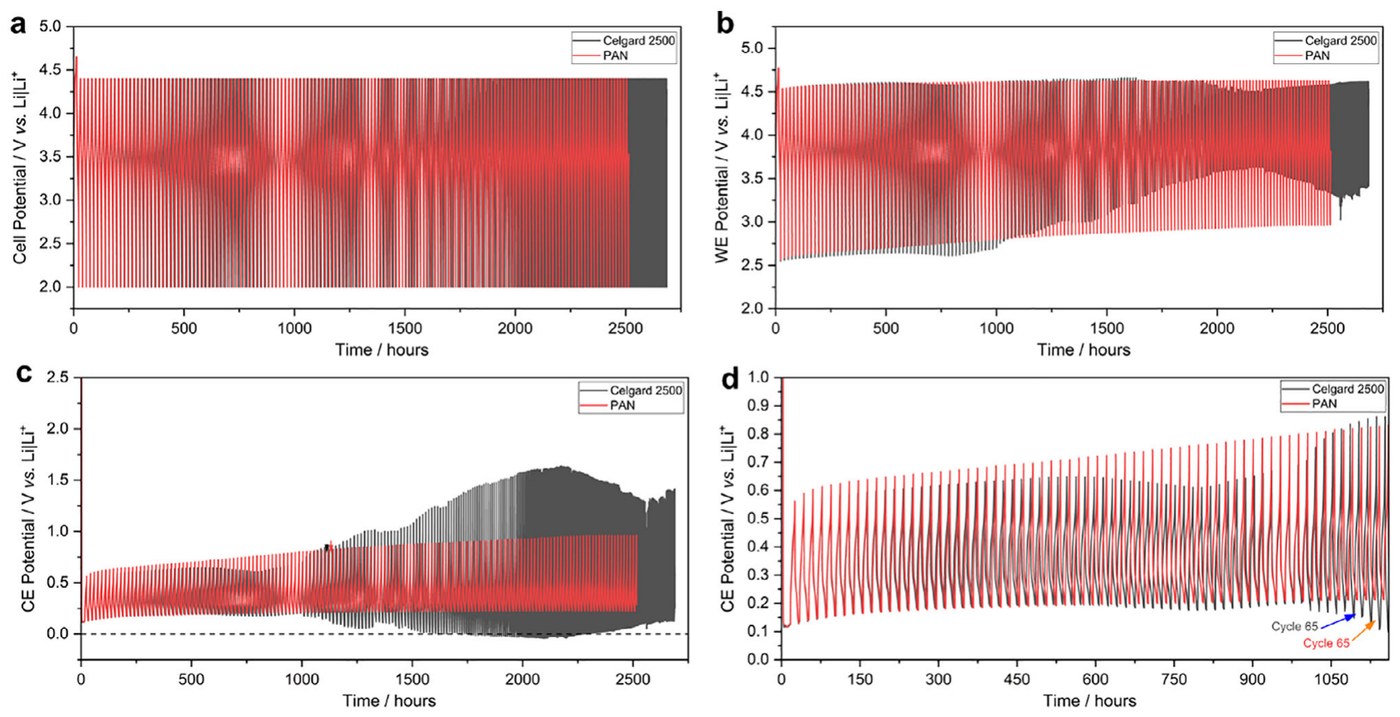 a
5.0
4.5
4.0
3.5
3.0
2.5
2.0
Cell Potential / V vs. Li|Li⁺
Celgard 2500
PAN
0
500
1000
1500
2000
2500
Time / hours
b
5.0
4.5
4.0
3.5
3.0
2.5
2.0
WE Potential / V vs. Li|Li⁺
Celgard 2500
PAN
0
500
1000
1500
2000
2500
Time / hours
c
2.5
2.0
1.5
1.0
0.5
0.0
CE Potential / V vs. Li|Li⁺
Celgard 2500
PAN
0
500
1000
1500
2000
2500
Time / hours
d
1.0
0.9
0.8
0.7
0.6
0.5
0.4
0.3
0.2
0.1
0.0
CE Potential / V vs. Li|Li⁺
Celgard 2500
PAN
Cycle 65
Cycle 65
0
150
300
450
600
750
900
1050
Time / hours